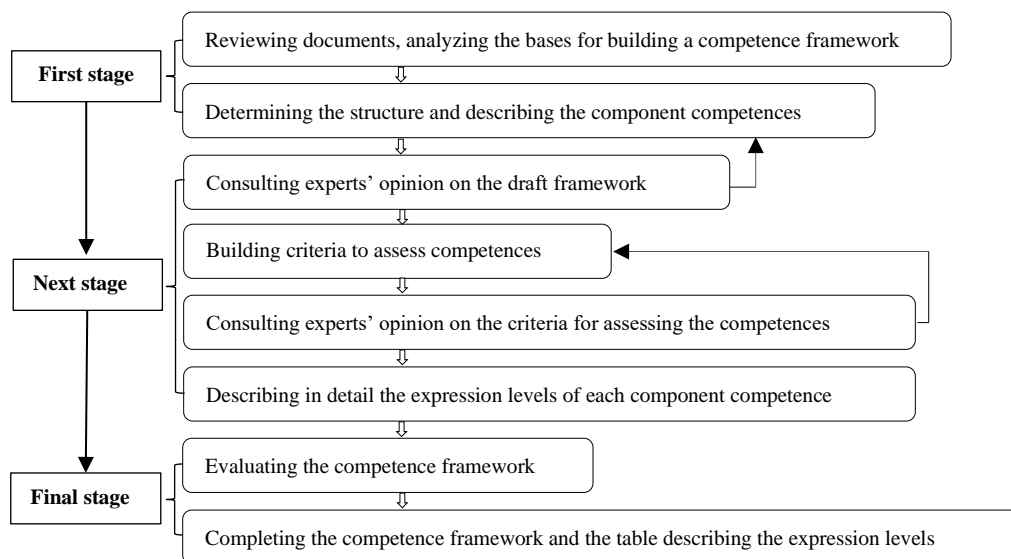 Reviewing documents, analyzing the bases for building a competence framework
First stage
Determining the structure and describing the component competences
Consulting experts’ opinion on the draft framework
Building criteria to assess competences
Next stage
Consulting experts’ opinion on the criteria for assessing the competences
Describing in detail the expression levels of each component competence
Evaluating the competence framework
Final stage
Completing the competence framework and the table describing the expression levels